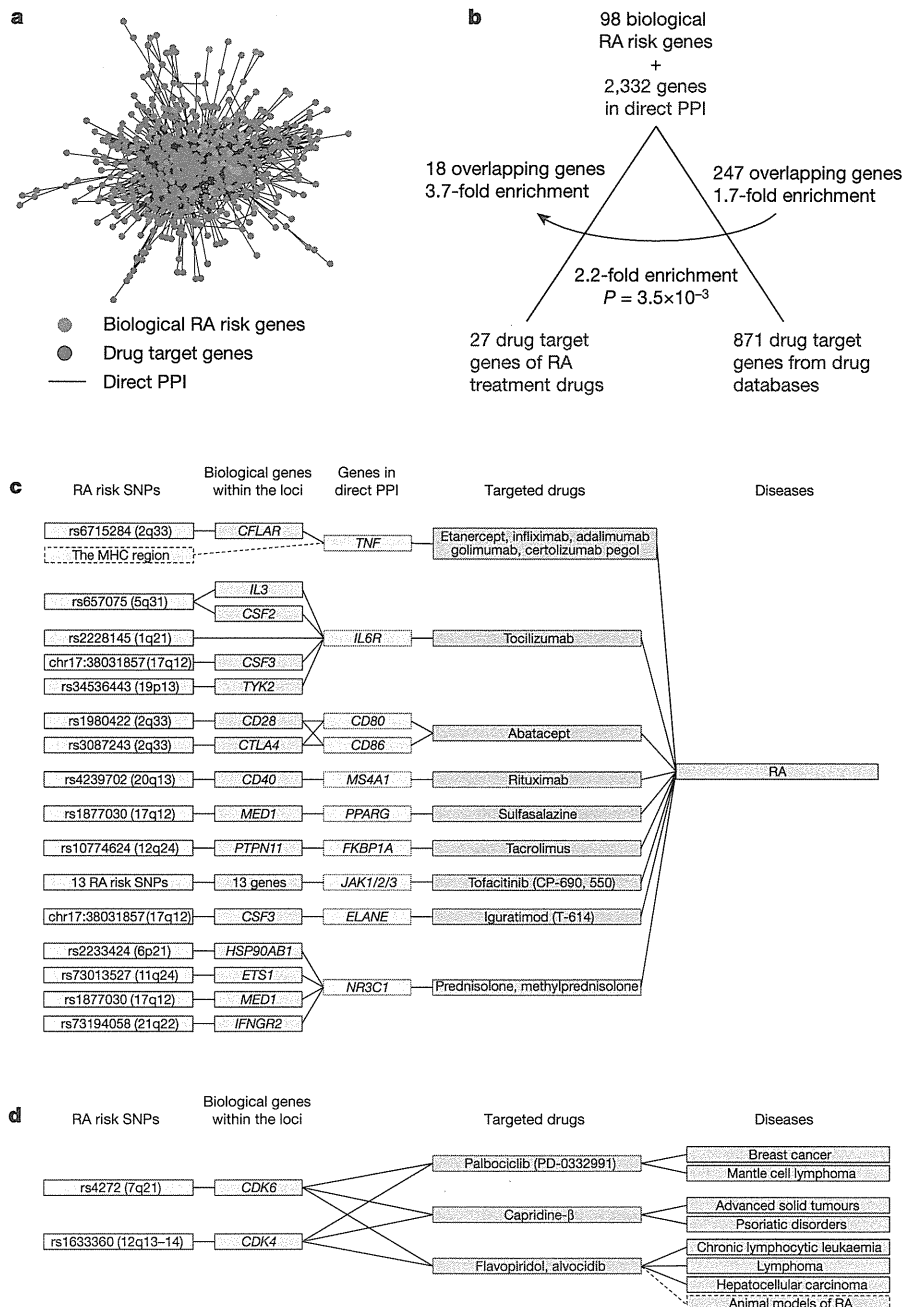 a
Biological RA risk genes
Drug target genes
Direct PPI
b
98 biological
RA risk genes
+
2,332 genes
in direct PPI
18 overlapping genes
3.7-fold enrichment
247 overlapping genes
1.7-fold enrichment
2.2-fold enrichment
P = 3.5×10⁻³
27 drug target
genes of RA
treatment drugs
871 drug target
genes from drug
databases
c
RA risk SNPs
Biological genes
within the loci
Genes in
direct PPI
Targeted drugs
Diseases
rs6715284 (2q33)
CFLAR
The MHC region
TNF
Etanercept, infliximab, adalimumab
golimumab, certolizumab pegol
rs657075 (5q31)
IL3
CSF2
rs2228145 (1q21)
IL6R
Tocilizumab
chr17:38031857(17q12)
CSF3
rs34536443 (19p13)
TYK2
rs1980422 (2q33)
CD28
CD80
rs3087243 (2q33)
CTLA4
CD86
Abatacept
RA
rs4239702 (20q13)
CD40
MS4A1
Rituximab
rs1877030 (17q12)
MED1
PPARG
Sulfasalazine
rs10774624 (12q24)
PTPN11
FKBP1A
Tacrolimus
13 RA risk SNPs
13 genes
JAK1/2/3
Tofacitinib (CP-690, 550)
chr17:38031857(17q12)
CSF3
ELANE
Iguratimod (T-614)
rs2233424 (6p21)
HSP90AB1
rs73013527 (11q24)
ETS1
NR3C1
Prednisolone, methylprednisolone
rs1877030 (17q12)
MED1
rs73194058 (21q22)
IFNGR2
d
RA risk SNPs
Biological genes
within the loci
Targeted drugs
Diseases
rs4272 (7q21)
CDK6
rs1633360 (12q13–14)
CDK4
Palbociclib (PD-0332991)
Breast cancer
Mantle cell lymphoma
Capridine-β
Advanced solid tumours
Psoriatic disorders
Flavopiridol, alvocidib
Chronic lymphocytic leukaemia
Lymphoma
Hepatocellular carcinoma
Animal models of RA